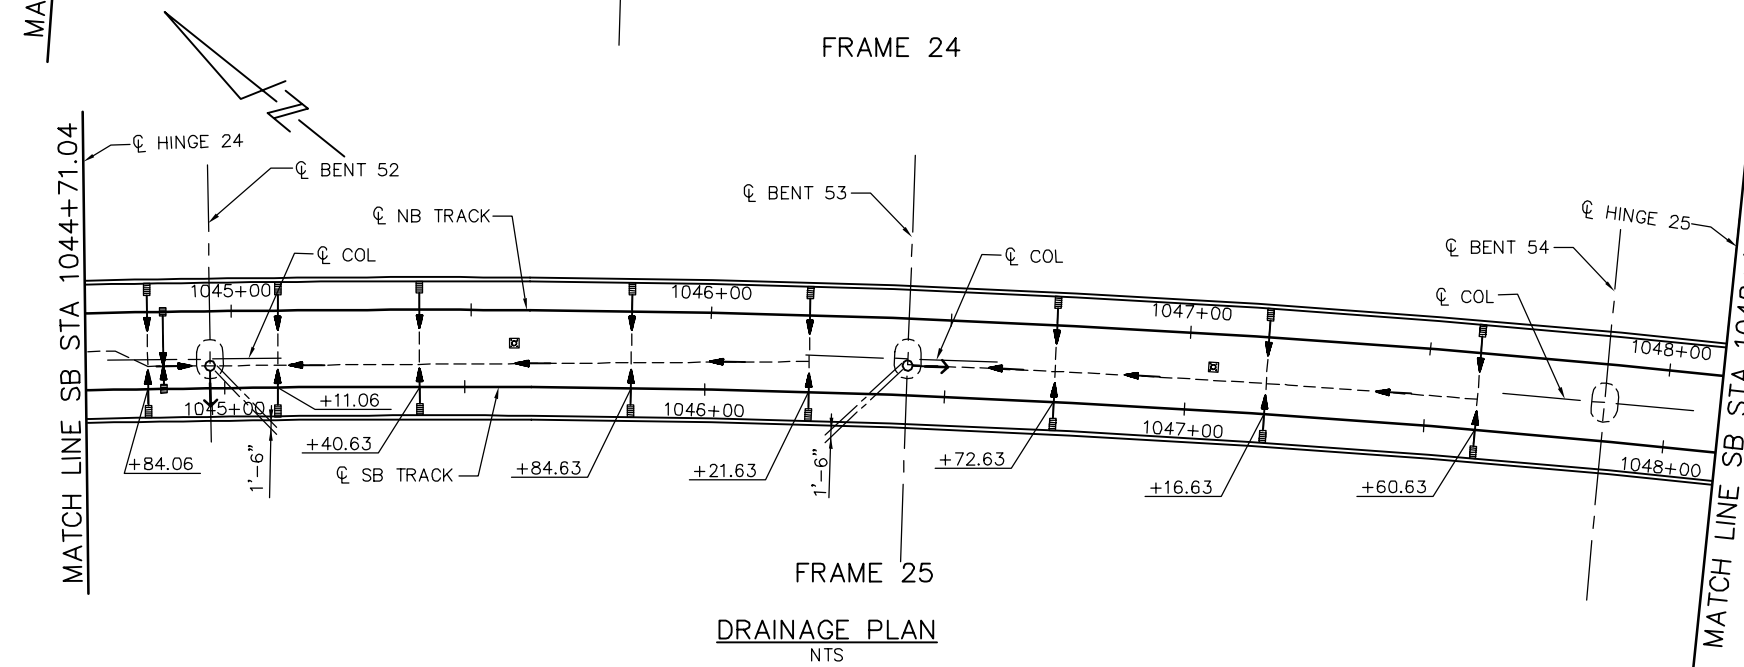 MA
FRAME 24
MATCH LINE SB STA 1044+71.04
℄ HINGE 24
℄ BENT 52
℄ NB TRACK
℄ COL
℄ BENT 53
℄ COL
℄ HINGE 25
℄ BENT 54
℄ COL
1045+00
1046+00
1047+00
1048+00
1045+00
1046+00
1047+00
1048+00
+84.06
+11.06
+40.63
+84.63
+21.63
+72.63
+16.63
+60.63
1'-6"
℄ SB TRACK
1'-6"
MATCH LINE SB STA 1048
FRAME 25
DRAINAGE PLAN
NTS